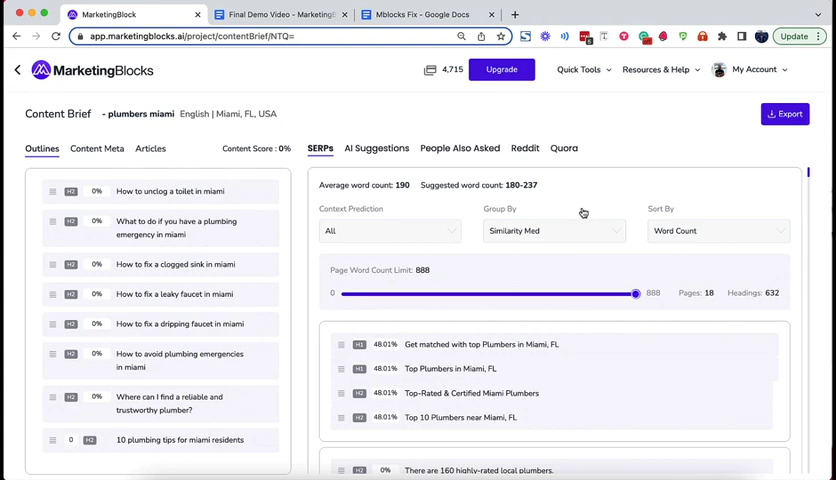 MarketingBlock
Final Demo Video - MarketingE
Mblocks Fix - Google Docs
app.marketingblocks.ai/project/contentBrief/NTQ=
Update
MarketingBlocks
4,715
Upgrade
Quick Tools
Resources & Help
My Account
Content Brief
- plumbers miami
English | Miami, FL, USA
Export
Outlines
Content Meta
Articles
Content Score : 0%
SERPs
AI Suggestions
People Also Asked
Reddit
Quora
H2 0% How to unclog a toilet in miami
H2 0% What to do if you have a plumbing
emergency in miami
H2 0% How to fix a clogged sink in miami
H2 0% How to fix a leaky faucet in miami
H2 0% How to fix a dripping faucet in miami
H2 0% How to avoid plumbing emergencies
in miami
H2 0% Where can I find a reliable and
trustworthy plumber?
0 H2 10 plumbing tips for miami residents
Average word count: 190
Suggested word count: 180-237
Context Prediction
Group By
Sort By
All
Similarity Med
Word Count
Page Word Count Limit: 888
0
888
Pages: 18
Headings: 632
H1 48.01% Get matched with top Plumbers in Miami, FL
H1 48.01% Top Plumbers in Miami, FL
H2 48.01% Top-Rated & Certified Miami Plumbers
H2 48.01% Top 10 Plumbers near Miami, FL
H2 0% There are 160 highly-rated local plumbers.